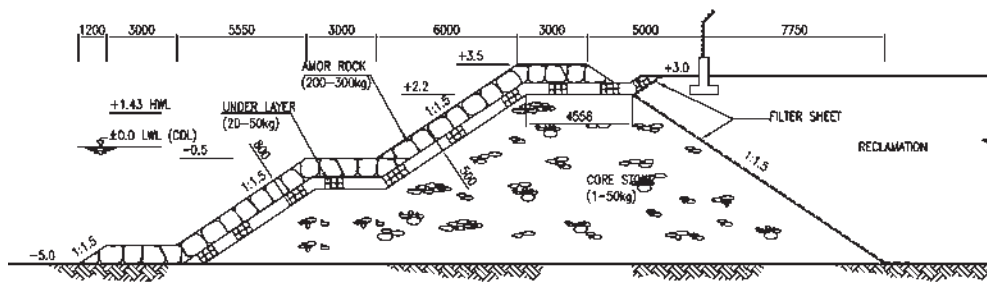 1200 3000 5550 3000 6000 3000 5000 7750
+3.5
+3.0
AMOR ROCK
(200-300kg)
+2.2
1:1.5
UNDER LAYER
(20-50kg)
+1.43 HWL
±0.0 LWL (CDL)
-0.5
800
1:1.5
500
4558
FILTER SHEET
1:1.5
RECLAMATION
CORE STONE
(1-50kg)
1:1.5
-5.0